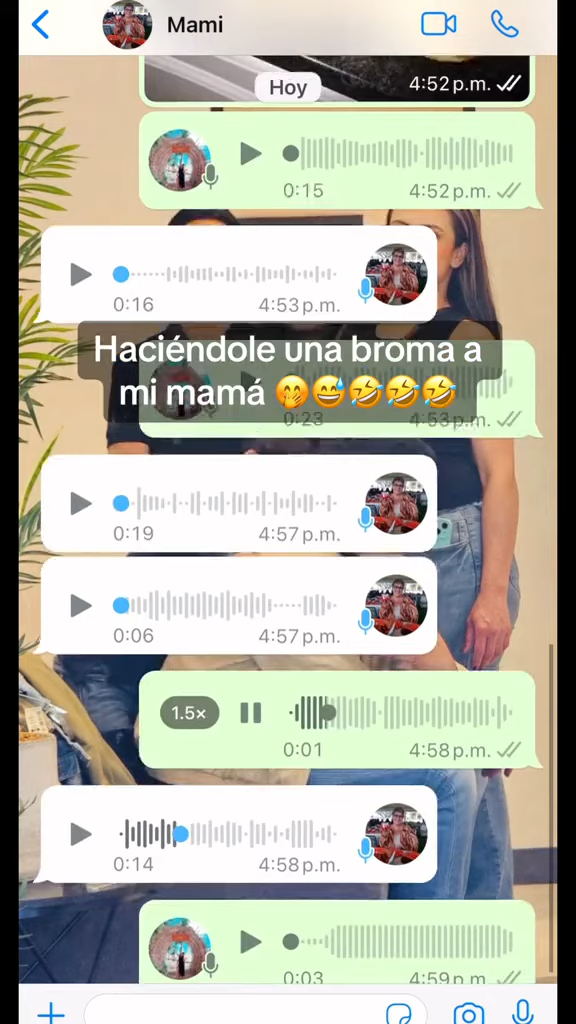 Mami
Hoy
4:52 p.m.
0:15
4:52 p.m.
0:16
4:53 p.m.
Haciéndole una broma a
mi mamá 🤭😅🤣🤣🤣
0:23
4:53 p.m.
0:19
4:57 p.m.
0:06
4:57 p.m.
1.5×
0:01
4:58 p.m.
0:14
4:58 p.m.
0:03
4:59 p.m.